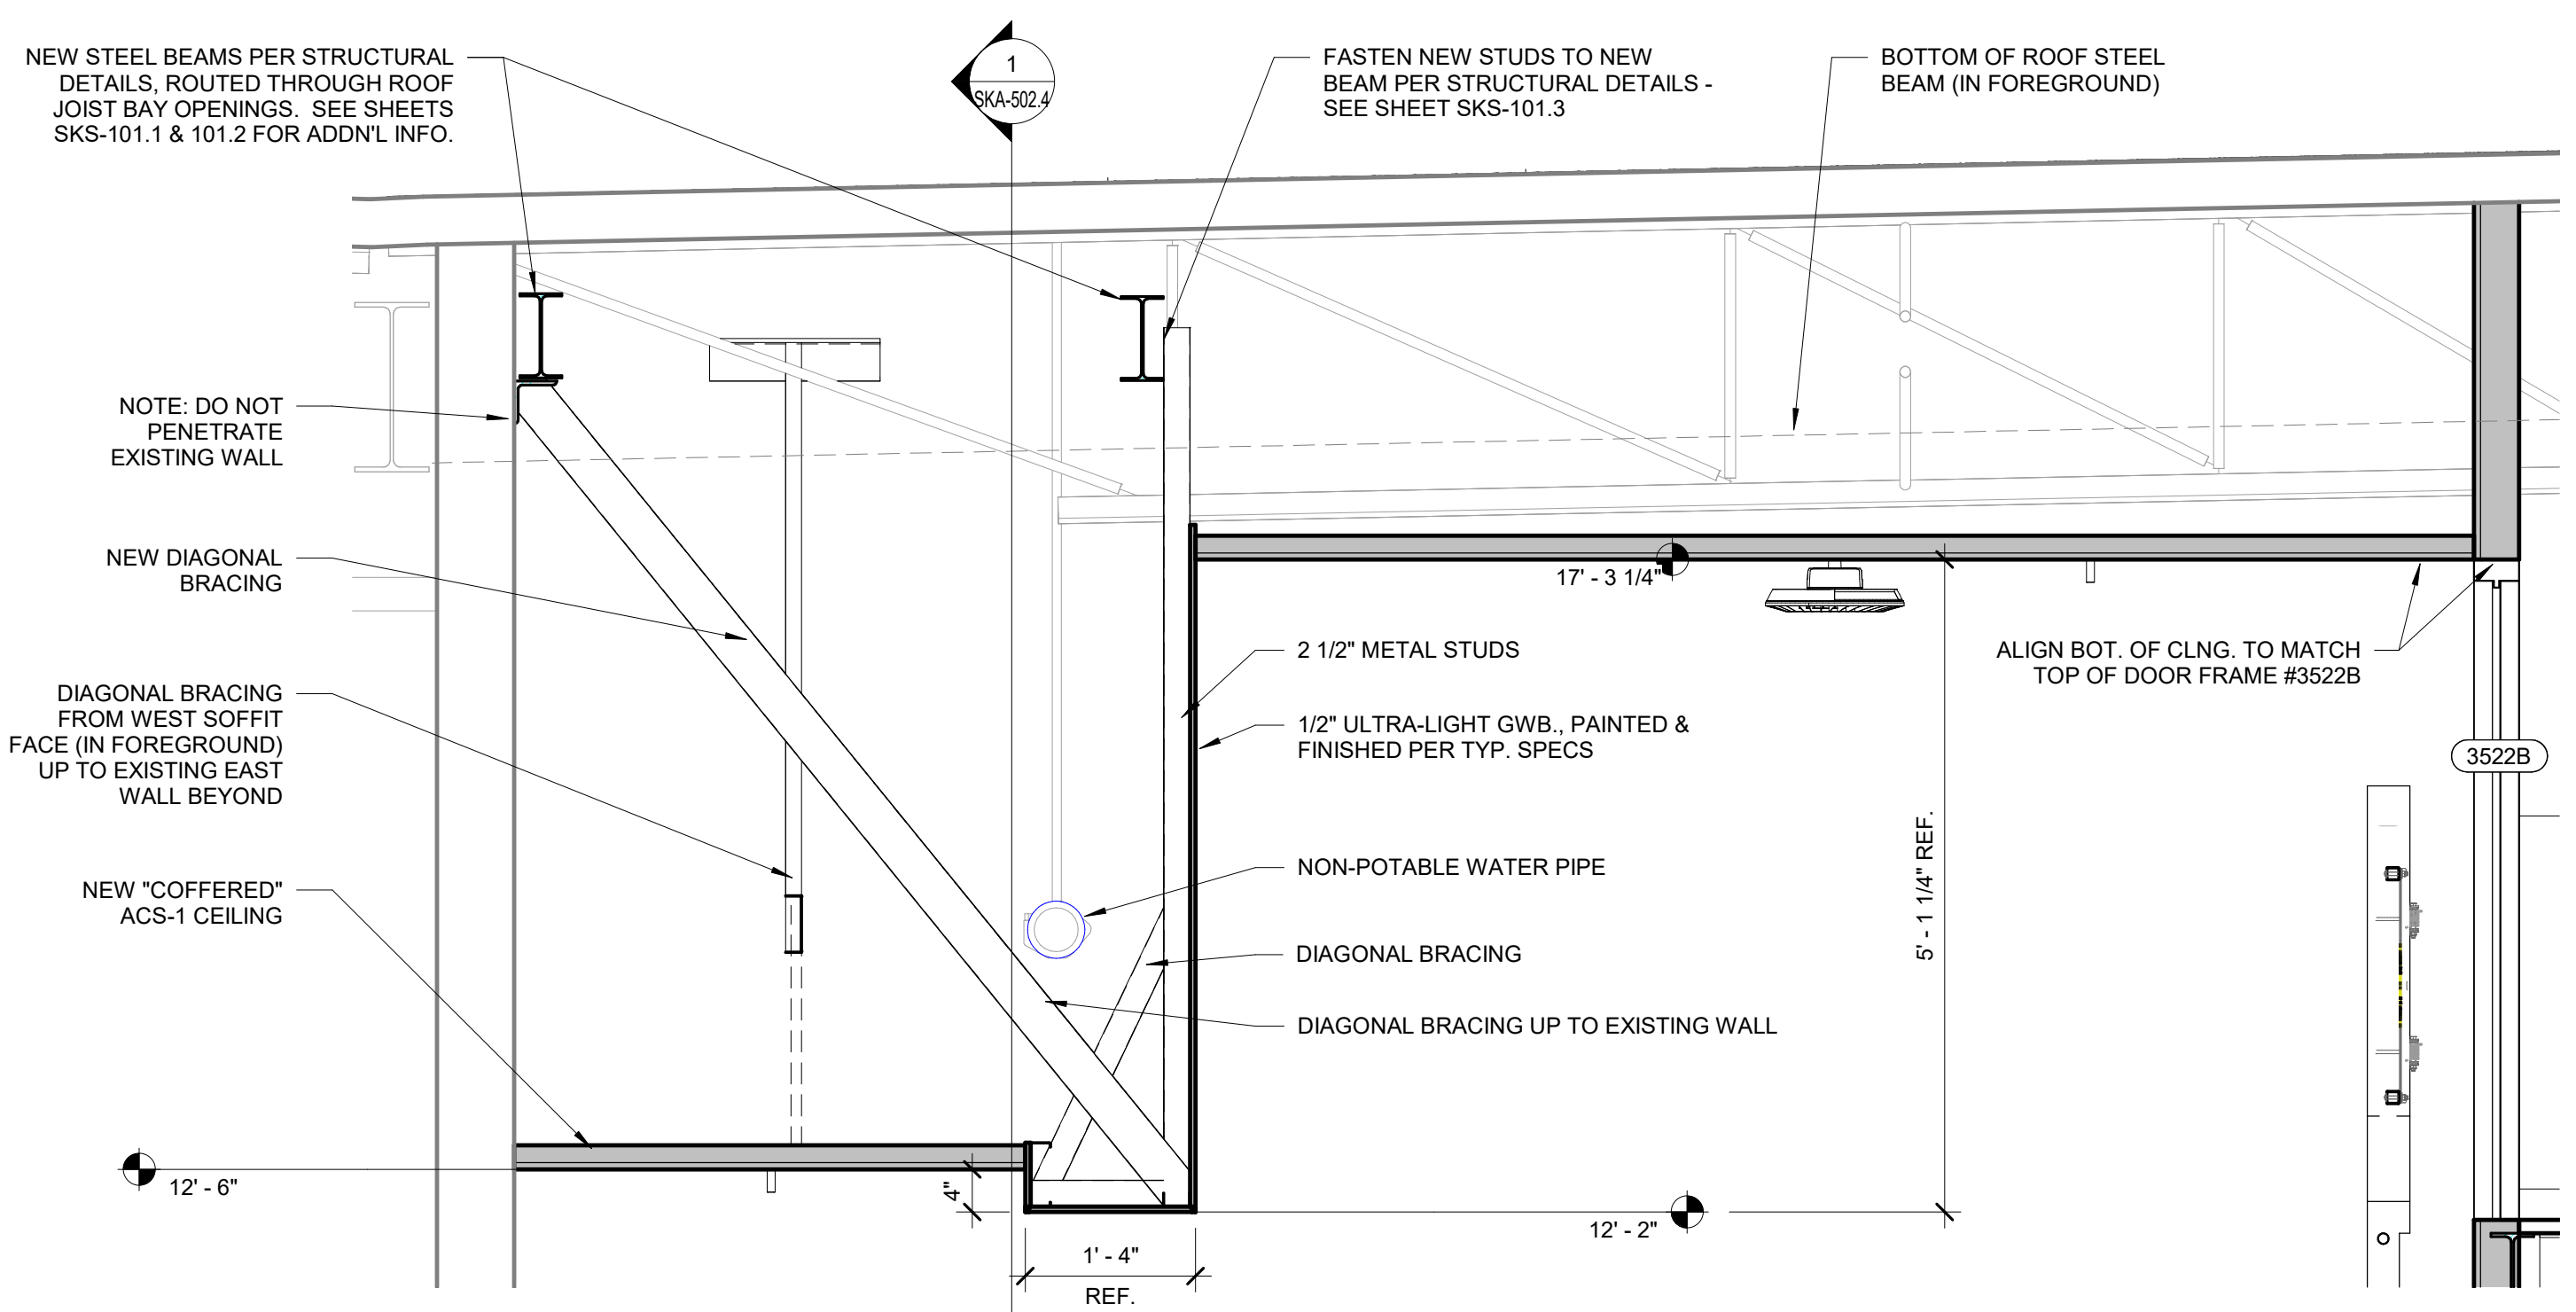 NEW STEEL BEAMS PER STRUCTURAL
DETAILS, ROUTED THROUGH ROOF
JOIST BAY OPENINGS.  SEE SHEETS
SKS-101.1 & 101.2 FOR ADDN'L INFO.
1
SKA-502.4
FASTEN NEW STUDS TO NEW
BEAM PER STRUCTURAL DETAILS -
SEE SHEET SKS-101.3
BOTTOM OF ROOF STEEL
BEAM (IN FOREGROUND)
NOTE: DO NOT
PENETRATE
EXISTING WALL
NEW DIAGONAL
BRACING
17' - 3 1/4"
2 1/2" METAL STUDS
ALIGN BOT. OF CLNG. TO MATCH
TOP OF DOOR FRAME #3522B
DIAGONAL BRACING
FROM WEST SOFFIT
FACE (IN FOREGROUND)
UP TO EXISTING EAST
WALL BEYOND
1/2" ULTRA-LIGHT GWB., PAINTED &
FINISHED PER TYP. SPECS
3522B
NON-POTABLE WATER PIPE
5' - 1 1/4" REF.
NEW "COFFERED"
ACS-1 CEILING
DIAGONAL BRACING
DIAGONAL BRACING UP TO EXISTING WALL
12' - 6"
4"
12' - 2"
1' - 4"
REF.